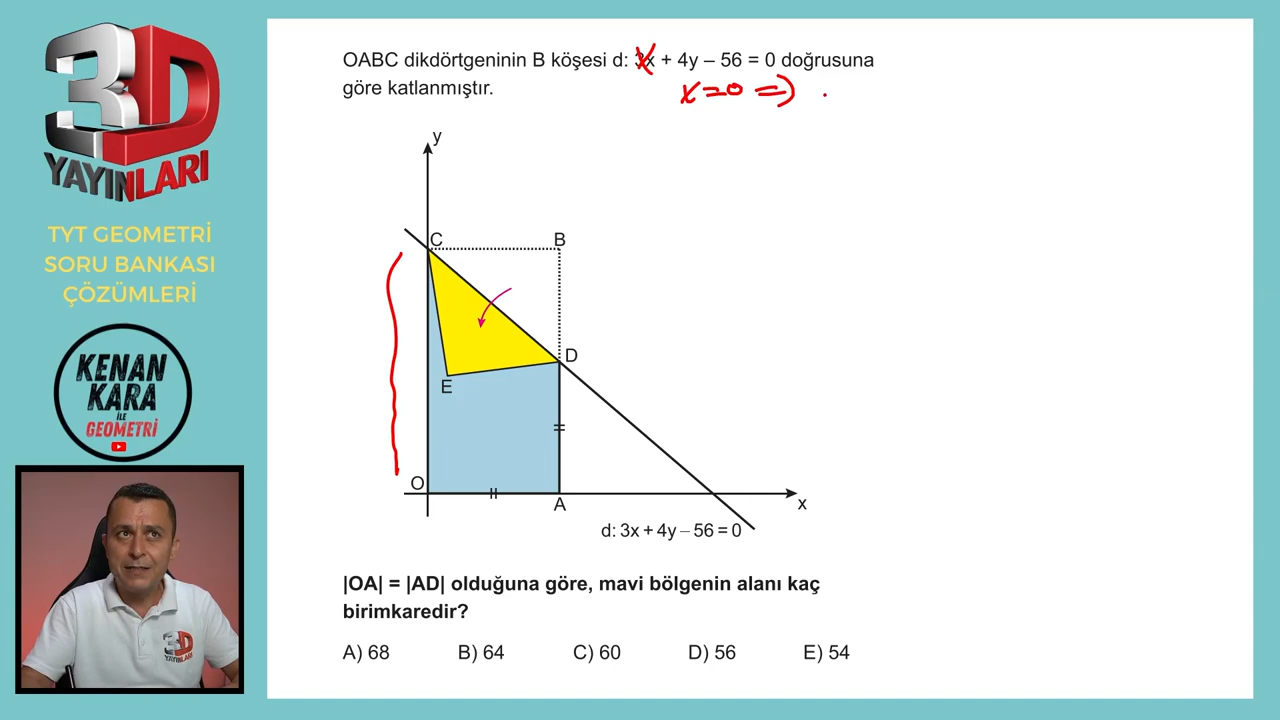 3D
YAYINLARI
TYT GEOMETRİ
SORU BANKASI
ÇÖZÜMLERİ
KENAN
KARA
İLE
GEOMETRİ
3D
YAYINLARI
OABC dikdörtgeninin B köşesi d: 3x + 4y – 56 = 0 doğrusuna
göre katlanmıştır.
x=0 =>
y
C
B
D
E
O
A
x
d: 3x + 4y – 56 = 0
|OA| = |AD| olduğuna göre, mavi bölgenin alanı kaç
birimkaredir?
A) 68 B) 64 C) 60 D) 56 E) 54